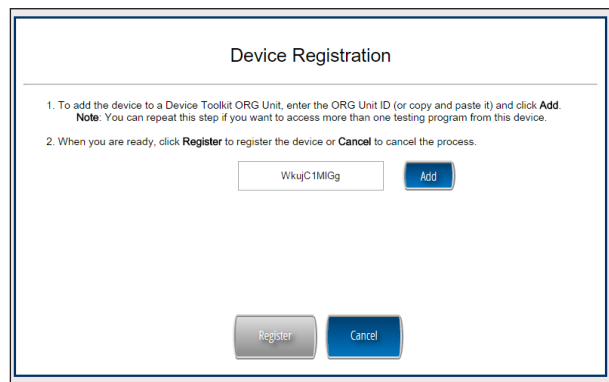 Device Registration
1. To add the device to a Device Toolkit ORG Unit, enter the ORG Unit ID (or copy and paste it) and click Add.
Note: You can repeat this step if you want to access more than one testing program from this device.
2. When you are ready, click Register to register the device or Cancel to cancel the process.
WkujC1MlGg Add
Register Cancel